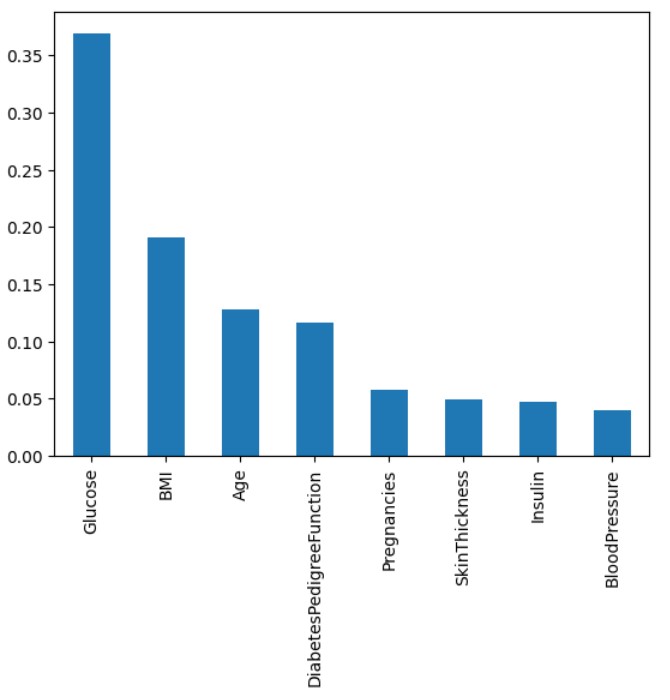 0.35
0.30
0.25
0.20
0.15
0.10
0.05
0.00
Glucose
BMI
Age
DiabetesPedigreeFunction
Pregnancies
SkinThickness
Insulin
BloodPressure